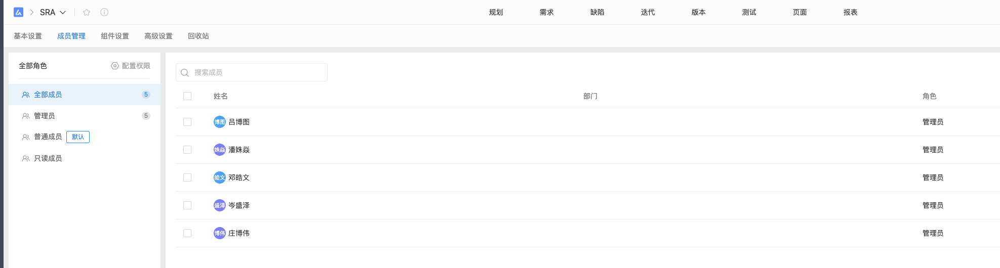 SRA
规划 需求 缺陷 迭代 版本 测试 页面 报表
基本设置 成员管理 组件设置 高级设置 回收站
全部角色 配置权限
全部成员 5
管理员 5
普通成员 默认
只读成员
搜索成员
姓名 部门 角色
博图 吕博图 管理员
姝焱 潘姝焱 管理员
皓文 邓皓文 管理员
盛泽 岑盛泽 管理员
博伟 庄博伟 管理员